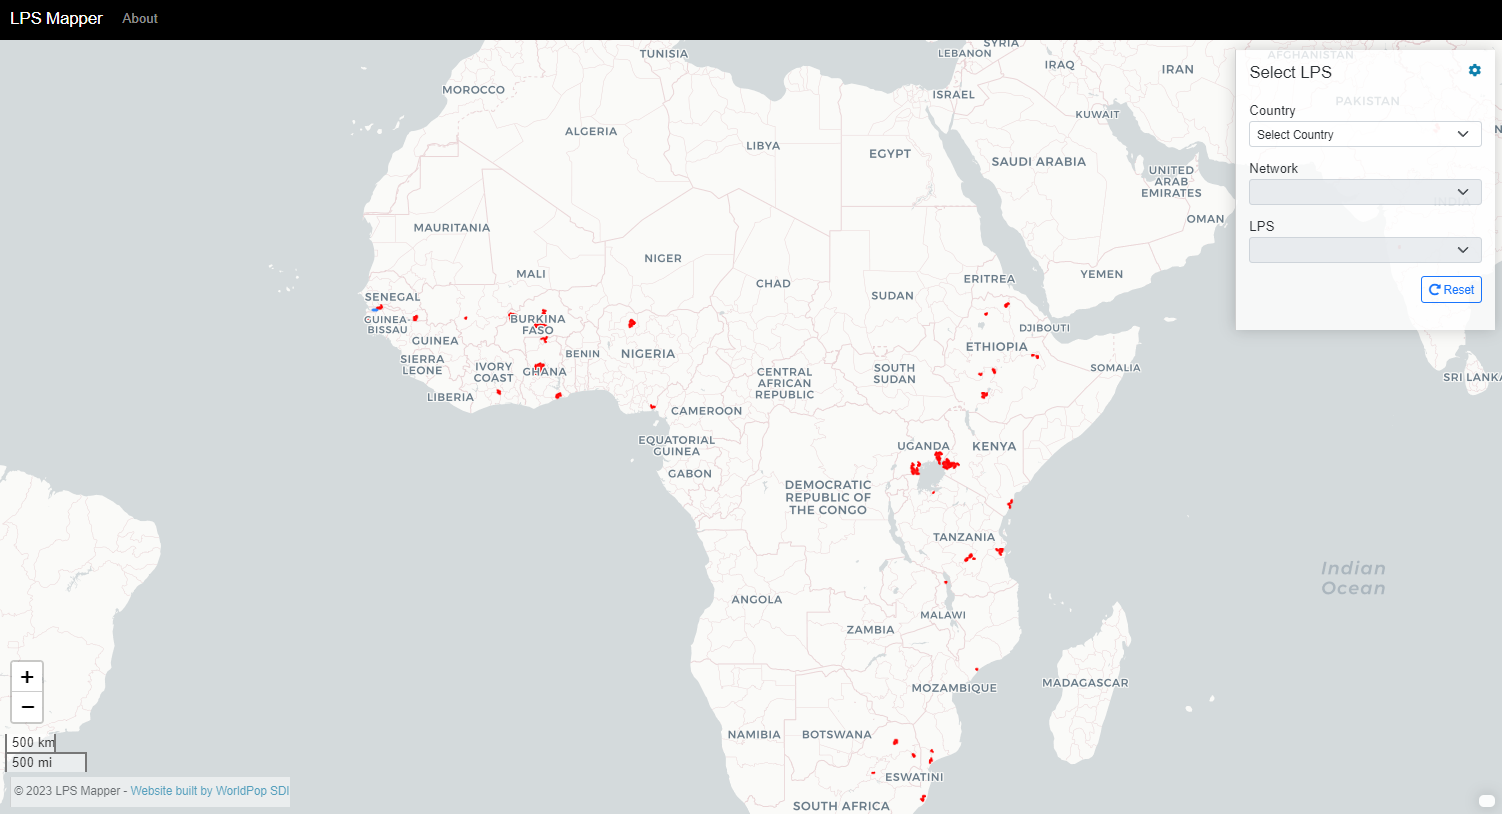 LPS Mapper
About
TUNISIA
SYRIA
LEBANON
IRAQ
IRAN
AFGHANISTAN
MOROCCO
ISRAEL
KUWAIT
PAKISTAN
ALGERIA
LIBYA
EGYPT
SAUDI ARABIA
UNITED
ARAB
EMIRATES
OMAN
INDIA
MAURITANIA
NIGER
MALI
CHAD
SUDAN
ERITREA
YEMEN
SENEGAL
GUINEA-
BISSAU
BURKINA
FASO
DJIBOUTI
GUINEA
BENIN
NIGERIA
ETHIOPIA
SIERRA
LEONE
IVORY
COAST
GHANA
CENTRAL
AFRICAN
REPUBLIC
SOUTH
SUDAN
SOMALIA
SRI LANKA
LIBERIA
CAMEROON
EQUATORIAL
GUINEA
UGANDA
KENYA
GABON
DEMOCRATIC
REPUBLIC OF
THE CONGO
TANZANIA
Indian
Ocean
ANGOLA
MALAWI
ZAMBIA
MOZAMBIQUE
MADAGASCAR
NAMIBIA
BOTSWANA
ESWATINI
SOUTH AFRICA
Select LPS
Country
Select Country
Network
LPS
Reset
+
−
500 km
500 mi
© 2023 LPS Mapper - Website built by WorldPop SDI